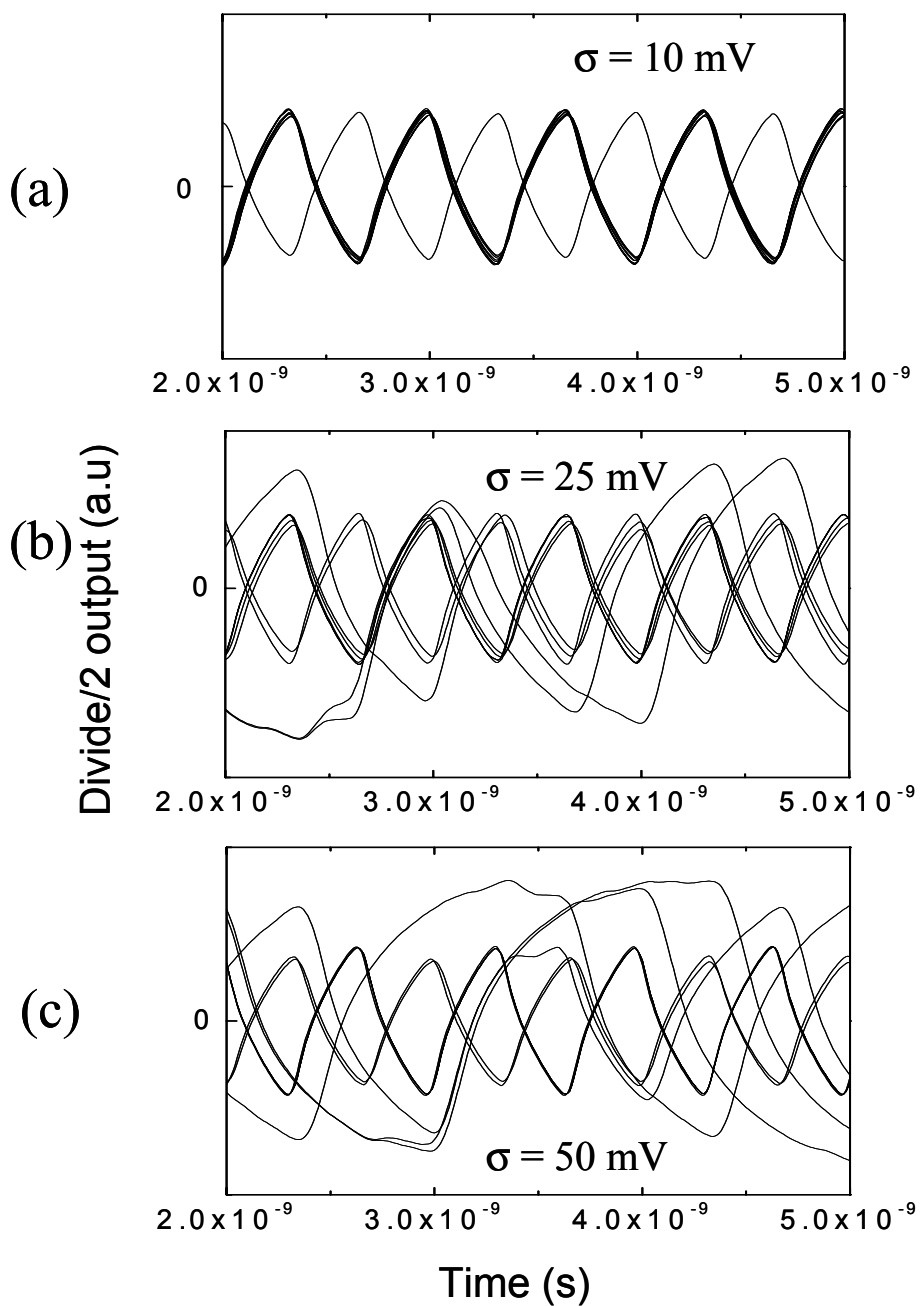 (a)
σ = 10 mV
0
2.0x10⁻⁹ 3.0x10⁻⁹ 4.0x10⁻⁹ 5.0x10⁻⁹
(b)
σ = 25 mV
0
2.0x10⁻⁹ 3.0x10⁻⁹ 4.0x10⁻⁹ 5.0x10⁻⁹
Divide/2 output (a.u)
(c)
0
σ = 50 mV
2.0x10⁻⁹ 3.0x10⁻⁹ 4.0x10⁻⁹ 5.0x10⁻⁹
Time (s)